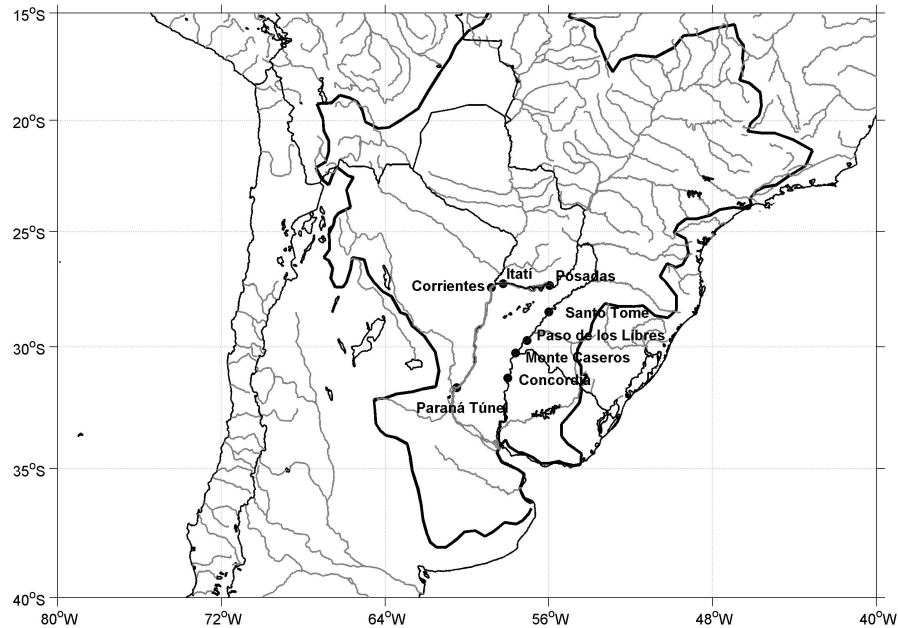 15°S
20°S
25°S
Itatí
Posadas
Corrientes
Santo Tomé
Paso de los Libres
30°S
Monte Caseros
Concordia
Paraná Túnel
35°S
40°S
80°W 72°W 64°W 56°W 48°W 40°W